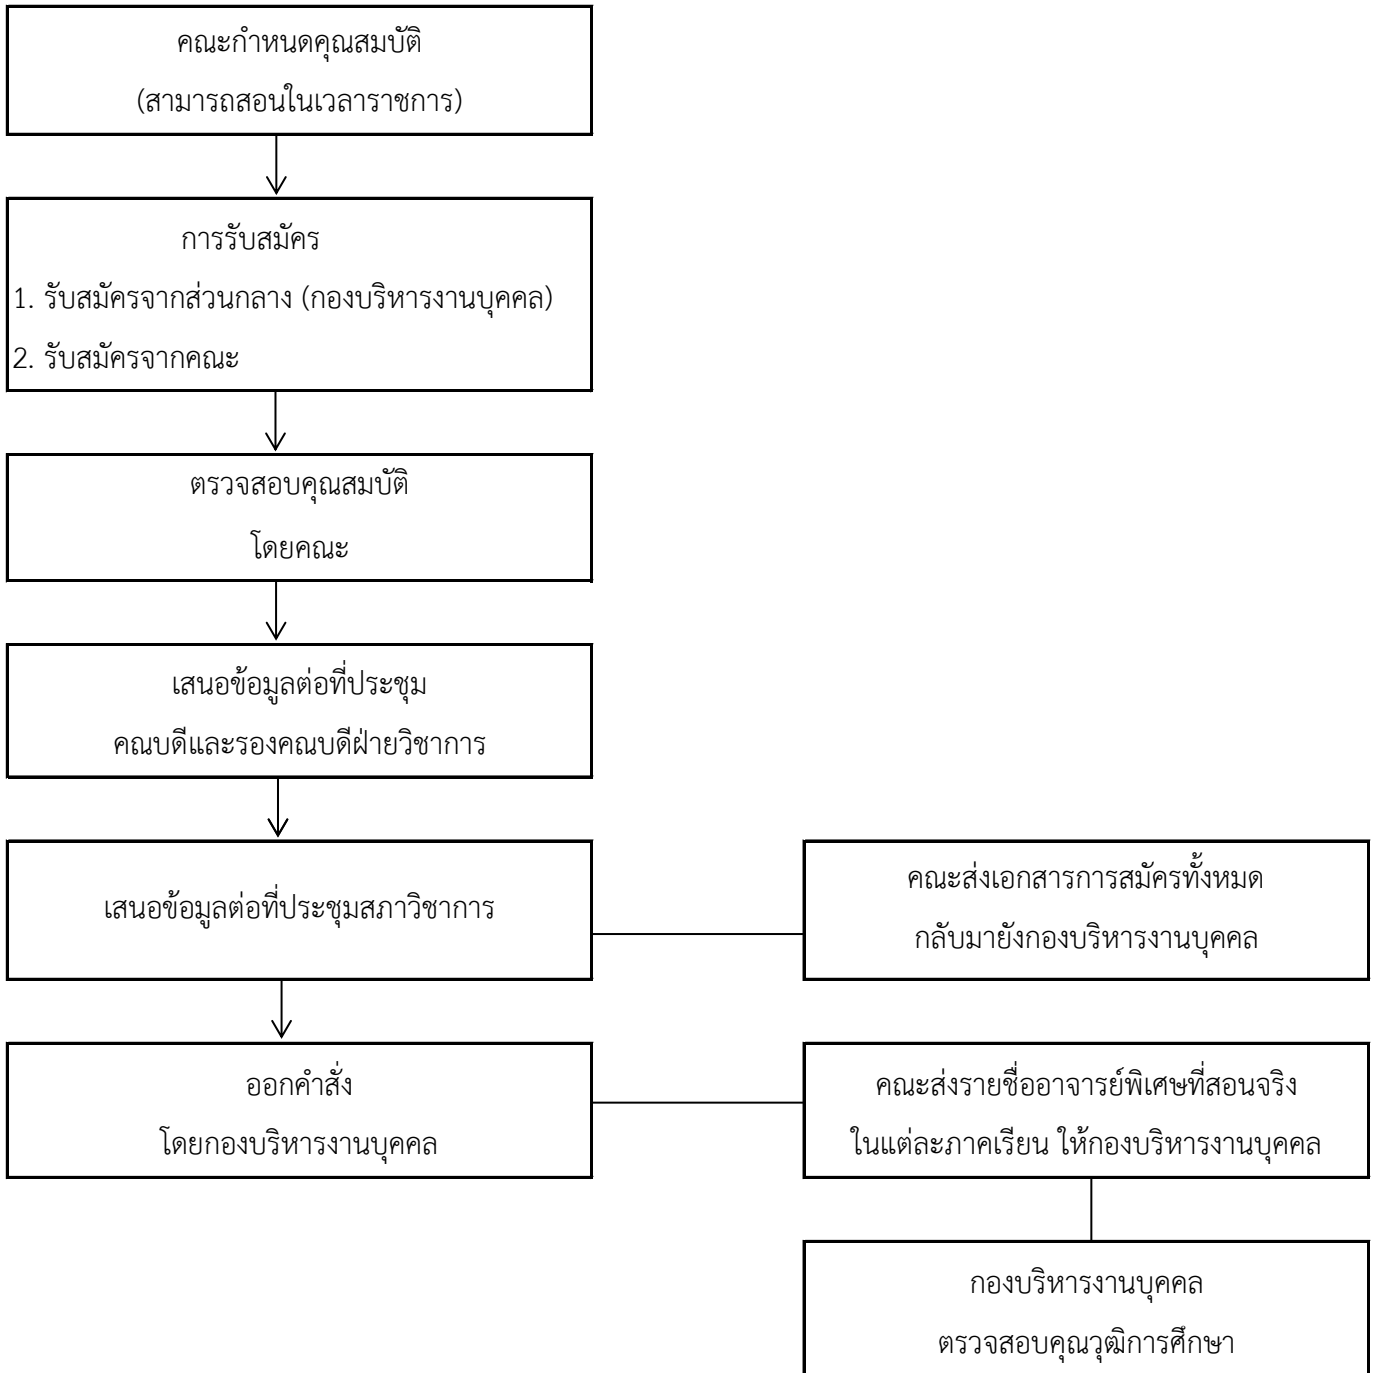 คณะกำหนดคุณสมบัติ
(สามารถสอนในเวลาราชการ)
การรับสมัคร
1. รับสมัครจากส่วนกลาง (กองบริหารงานบุคคล)
2. รับสมัครจากคณะ
ตรวจสอบคุณสมบัติ
โดยคณะ
เสนอข้อมูลต่อที่ประชุม
คณบดีและรองคณบดีฝ่ายวิชาการ
เสนอข้อมูลต่อที่ประชุมสภาวิชาการ
คณะส่งเอกสารการสมัครทั้งหมด
กลับมายังกองบริหารงานบุคคล
ออกคำสั่ง
โดยกองบริหารงานบุคคล
คณะส่งรายชื่ออาจารย์พิเศษที่สอนจริง
ในแต่ละภาคเรียน ให้กองบริหารงานบุคคล
กองบริหารงานบุคคล
ตรวจสอบคุณวุฒิการศึกษา